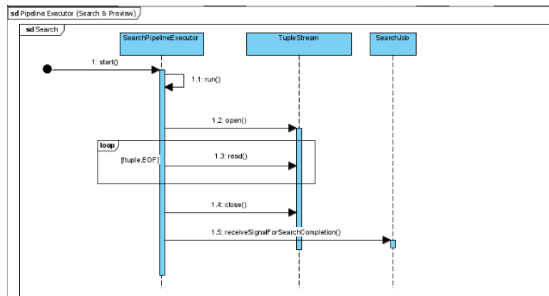 sd Pipeline Executor (Search & Preview)
sd Search
SearchPipelineExecutor
TupleStream
SearchJob
1: start()
1.1: run()
1.2: open()
loop
[!tuple.EOF]
1.3: read()
1.4: close()
1.5: receiveSignalForSearchCompletion()